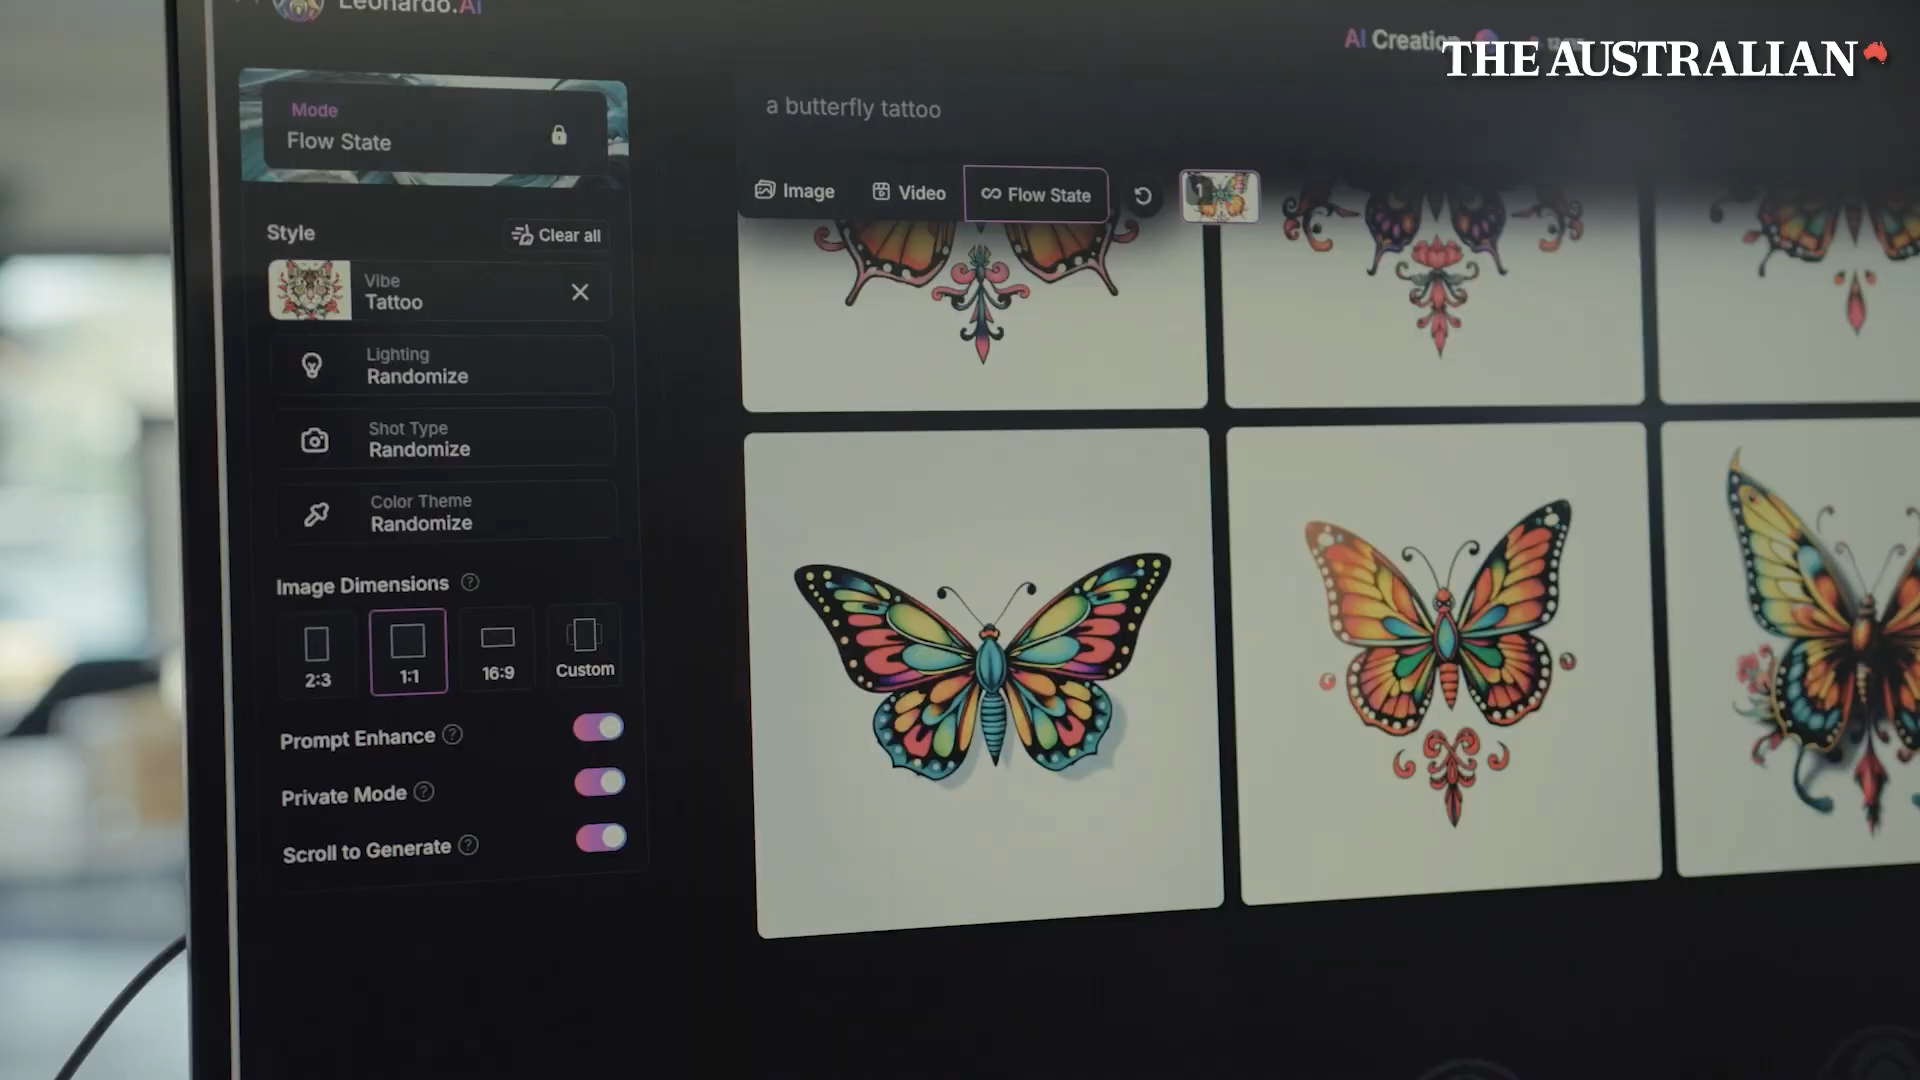 Leonardo.Ai
AI Creation
THE AUSTRALIAN
Mode
Flow State
a butterfly tattoo
Image
Video
Flow State
1
Style
Clear all
Vibe
Tattoo
Lighting
Randomize
Shot Type
Randomize
Color Theme
Randomize
Image Dimensions ?
2:3
1:1
16:9
Custom
Prompt Enhance ?
Private Mode ?
Scroll to Generate ?